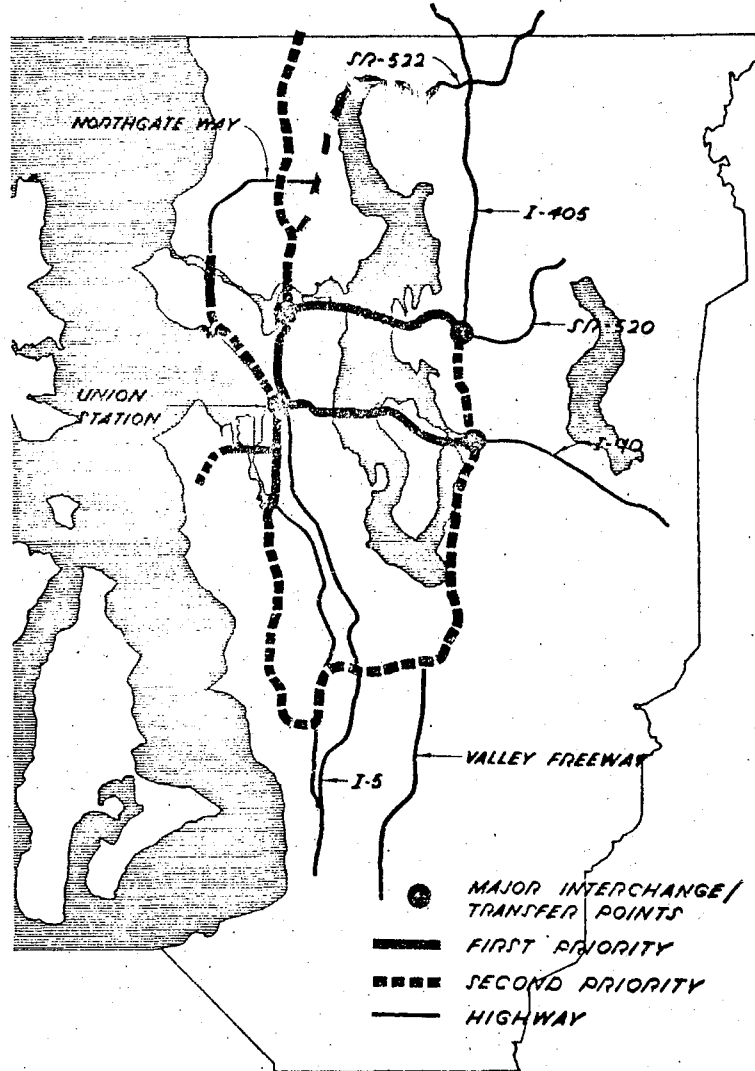 SR-522
NORTHGATE WAY
I-405
SR-520
UNION
STATION
I-90
VALLEY FREEWAY
I-5
MAJOR INTERCHANGE/
TRANSFER POINTS
FIRST PRIORITY
SECOND PRIORITY
HIGHWAY